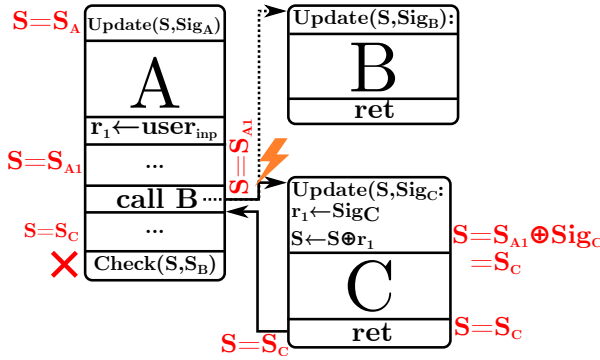 S=S_A
Update(S,Sig_A)
A
r_1←user_inp
S=S_A1
...
call B
S=S_C
...
Check(S,S_B)
S=S_A1
Update(S,Sig_B):
B
ret
Update(S,Sig_C:
r_1←Sig_C
S←S⊕r_1
C
ret
S=S_A1⊕Sig_C
=S_C
S=S_C
S=S_C